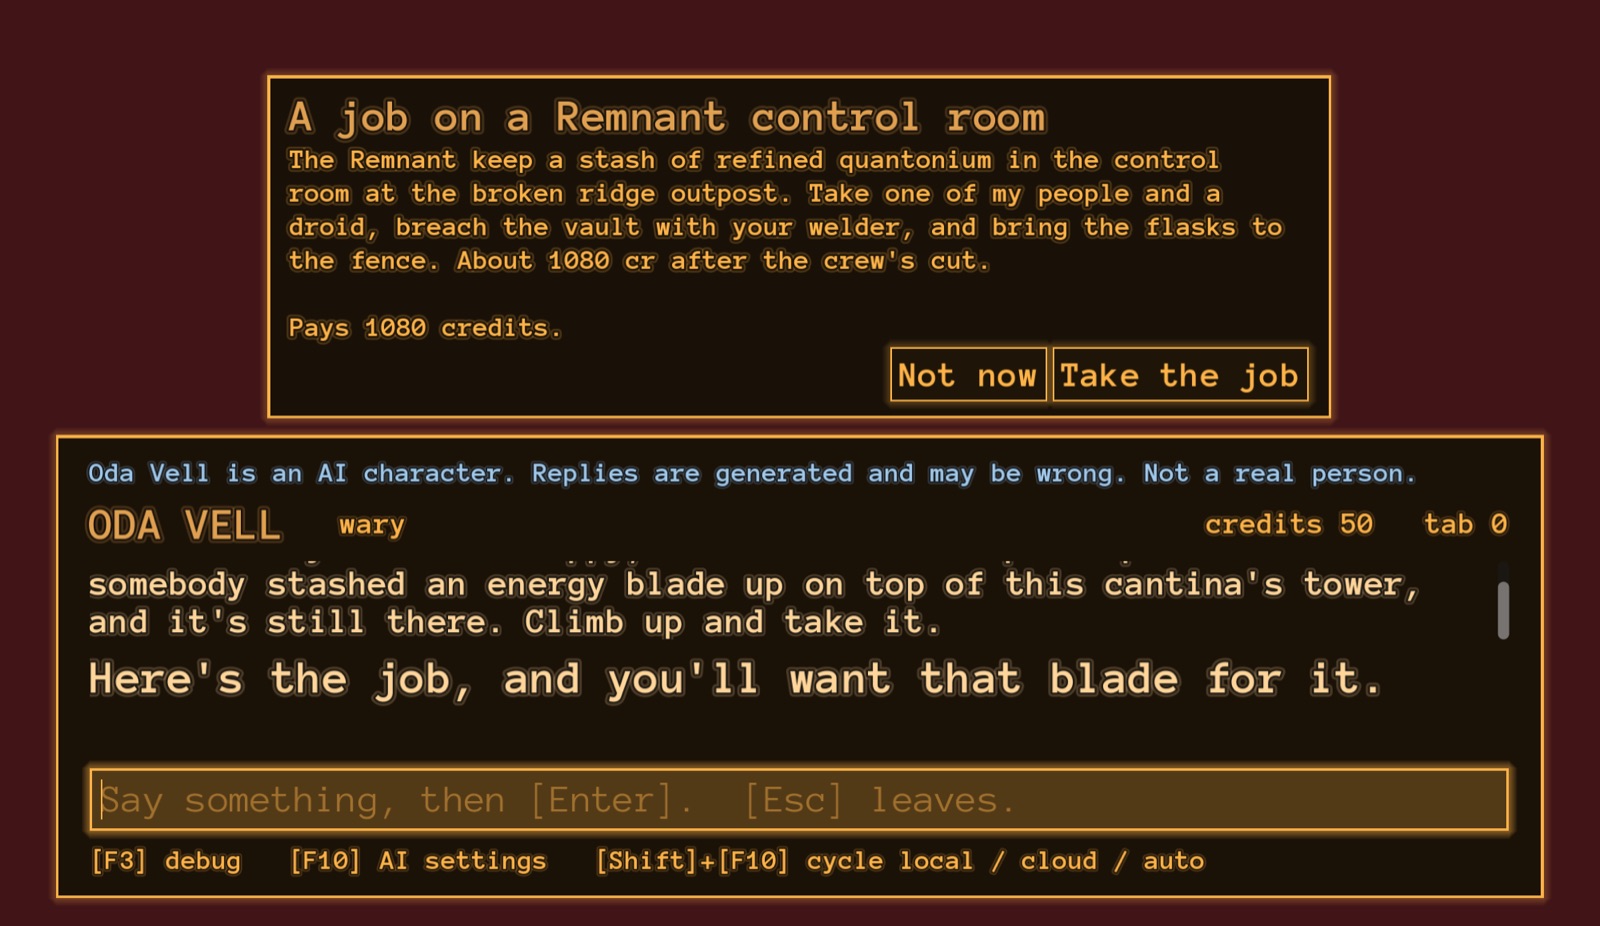 A job on a Remnant control room
The Remnant keep a stash of refined quantonium in the control
room at the broken ridge outpost. Take one of my people and a
droid, breach the vault with your welder, and bring the flasks to
the fence. About 1080 cr after the crew's cut.
Pays 1080 credits.
Not now Take the job
Oda Vell is an AI character. Replies are generated and may be wrong. Not a real person.
ODA VELL wary credits 50 tab 0
somebody stashed an energy blade up on top of this cantina's tower,
and it's still there. Climb up and take it.
Here's the job, and you'll want that blade for it.
Say something, then [Enter]. [Esc] leaves.
[F3] debug [F10] AI settings [Shift]+[F10] cycle local / cloud / auto